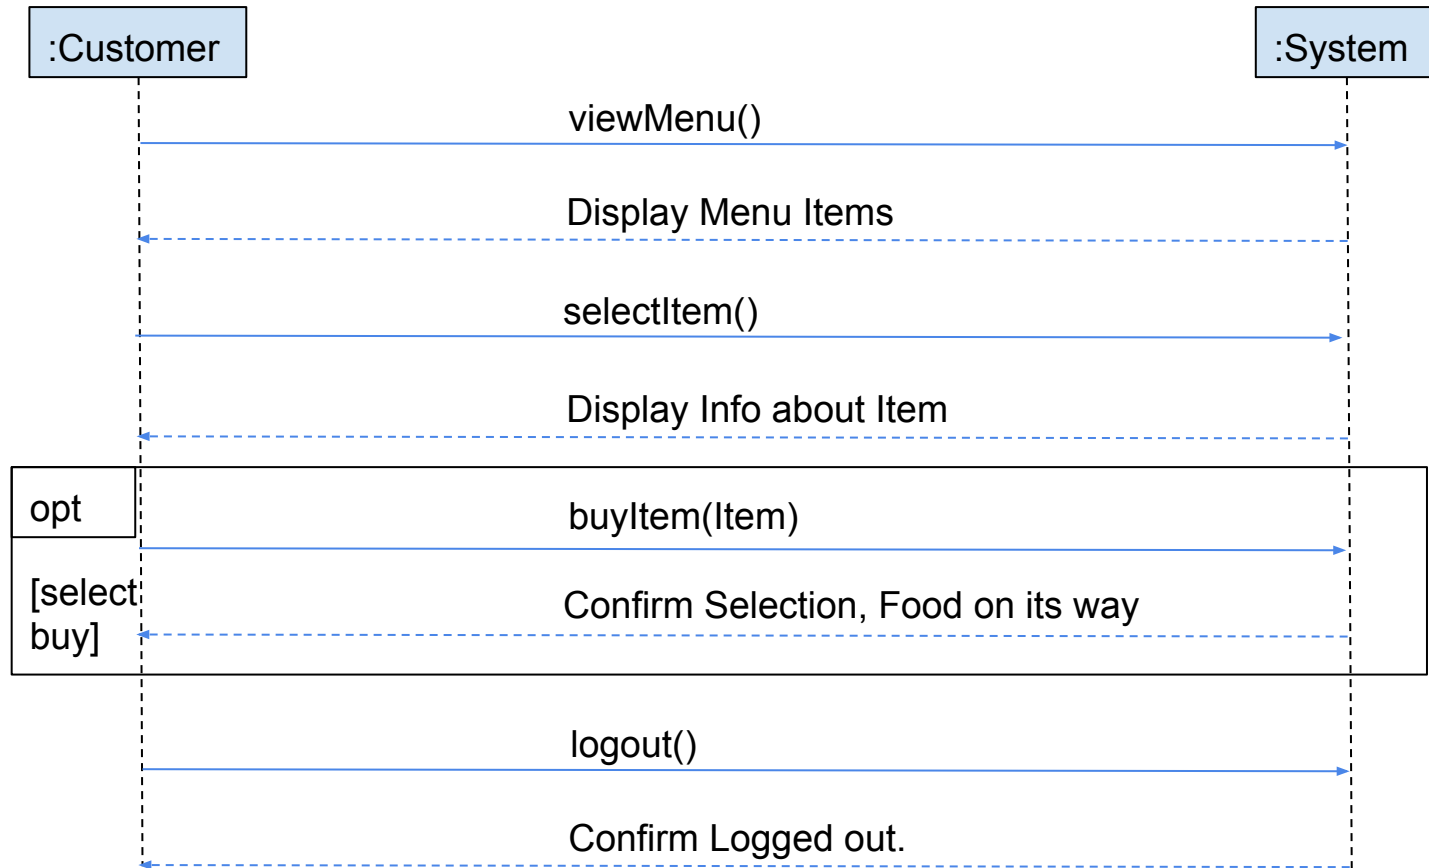 :Customer
:System
viewMenu()
Display Menu Items
selectItem()
Display Info about Item
opt
buyItem(Item)
[select
buy]
Confirm Selection, Food on its way
logout()
Confirm Logged out.